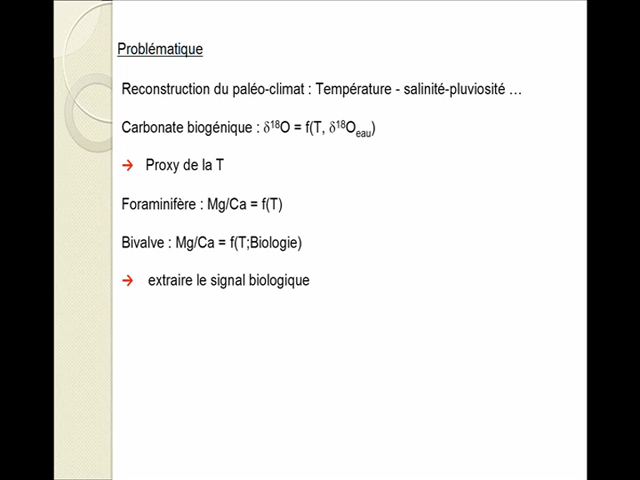 Problématique
Reconstruction du paléo-climat : Température - salinité-pluviosité …
Carbonate biogénique : δ¹⁸O = f(T, δ¹⁸Oeau)
→ Proxy de la T
Foraminifère : Mg/Ca = f(T)
Bivalve : Mg/Ca = f(T;Biologie)
→ extraire le signal biologique